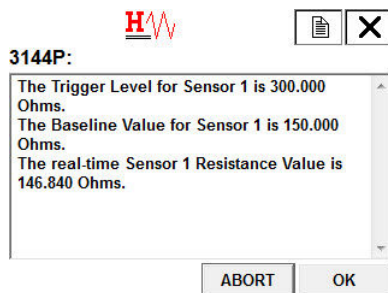 H
3144P:
The Trigger Level for Sensor 1 is 300.000
Ohms.
The Baseline Value for Sensor 1 is 150.000
Ohms.
The real-time Sensor 1 Resistance Value is
146.840 Ohms.
ABORT
OK